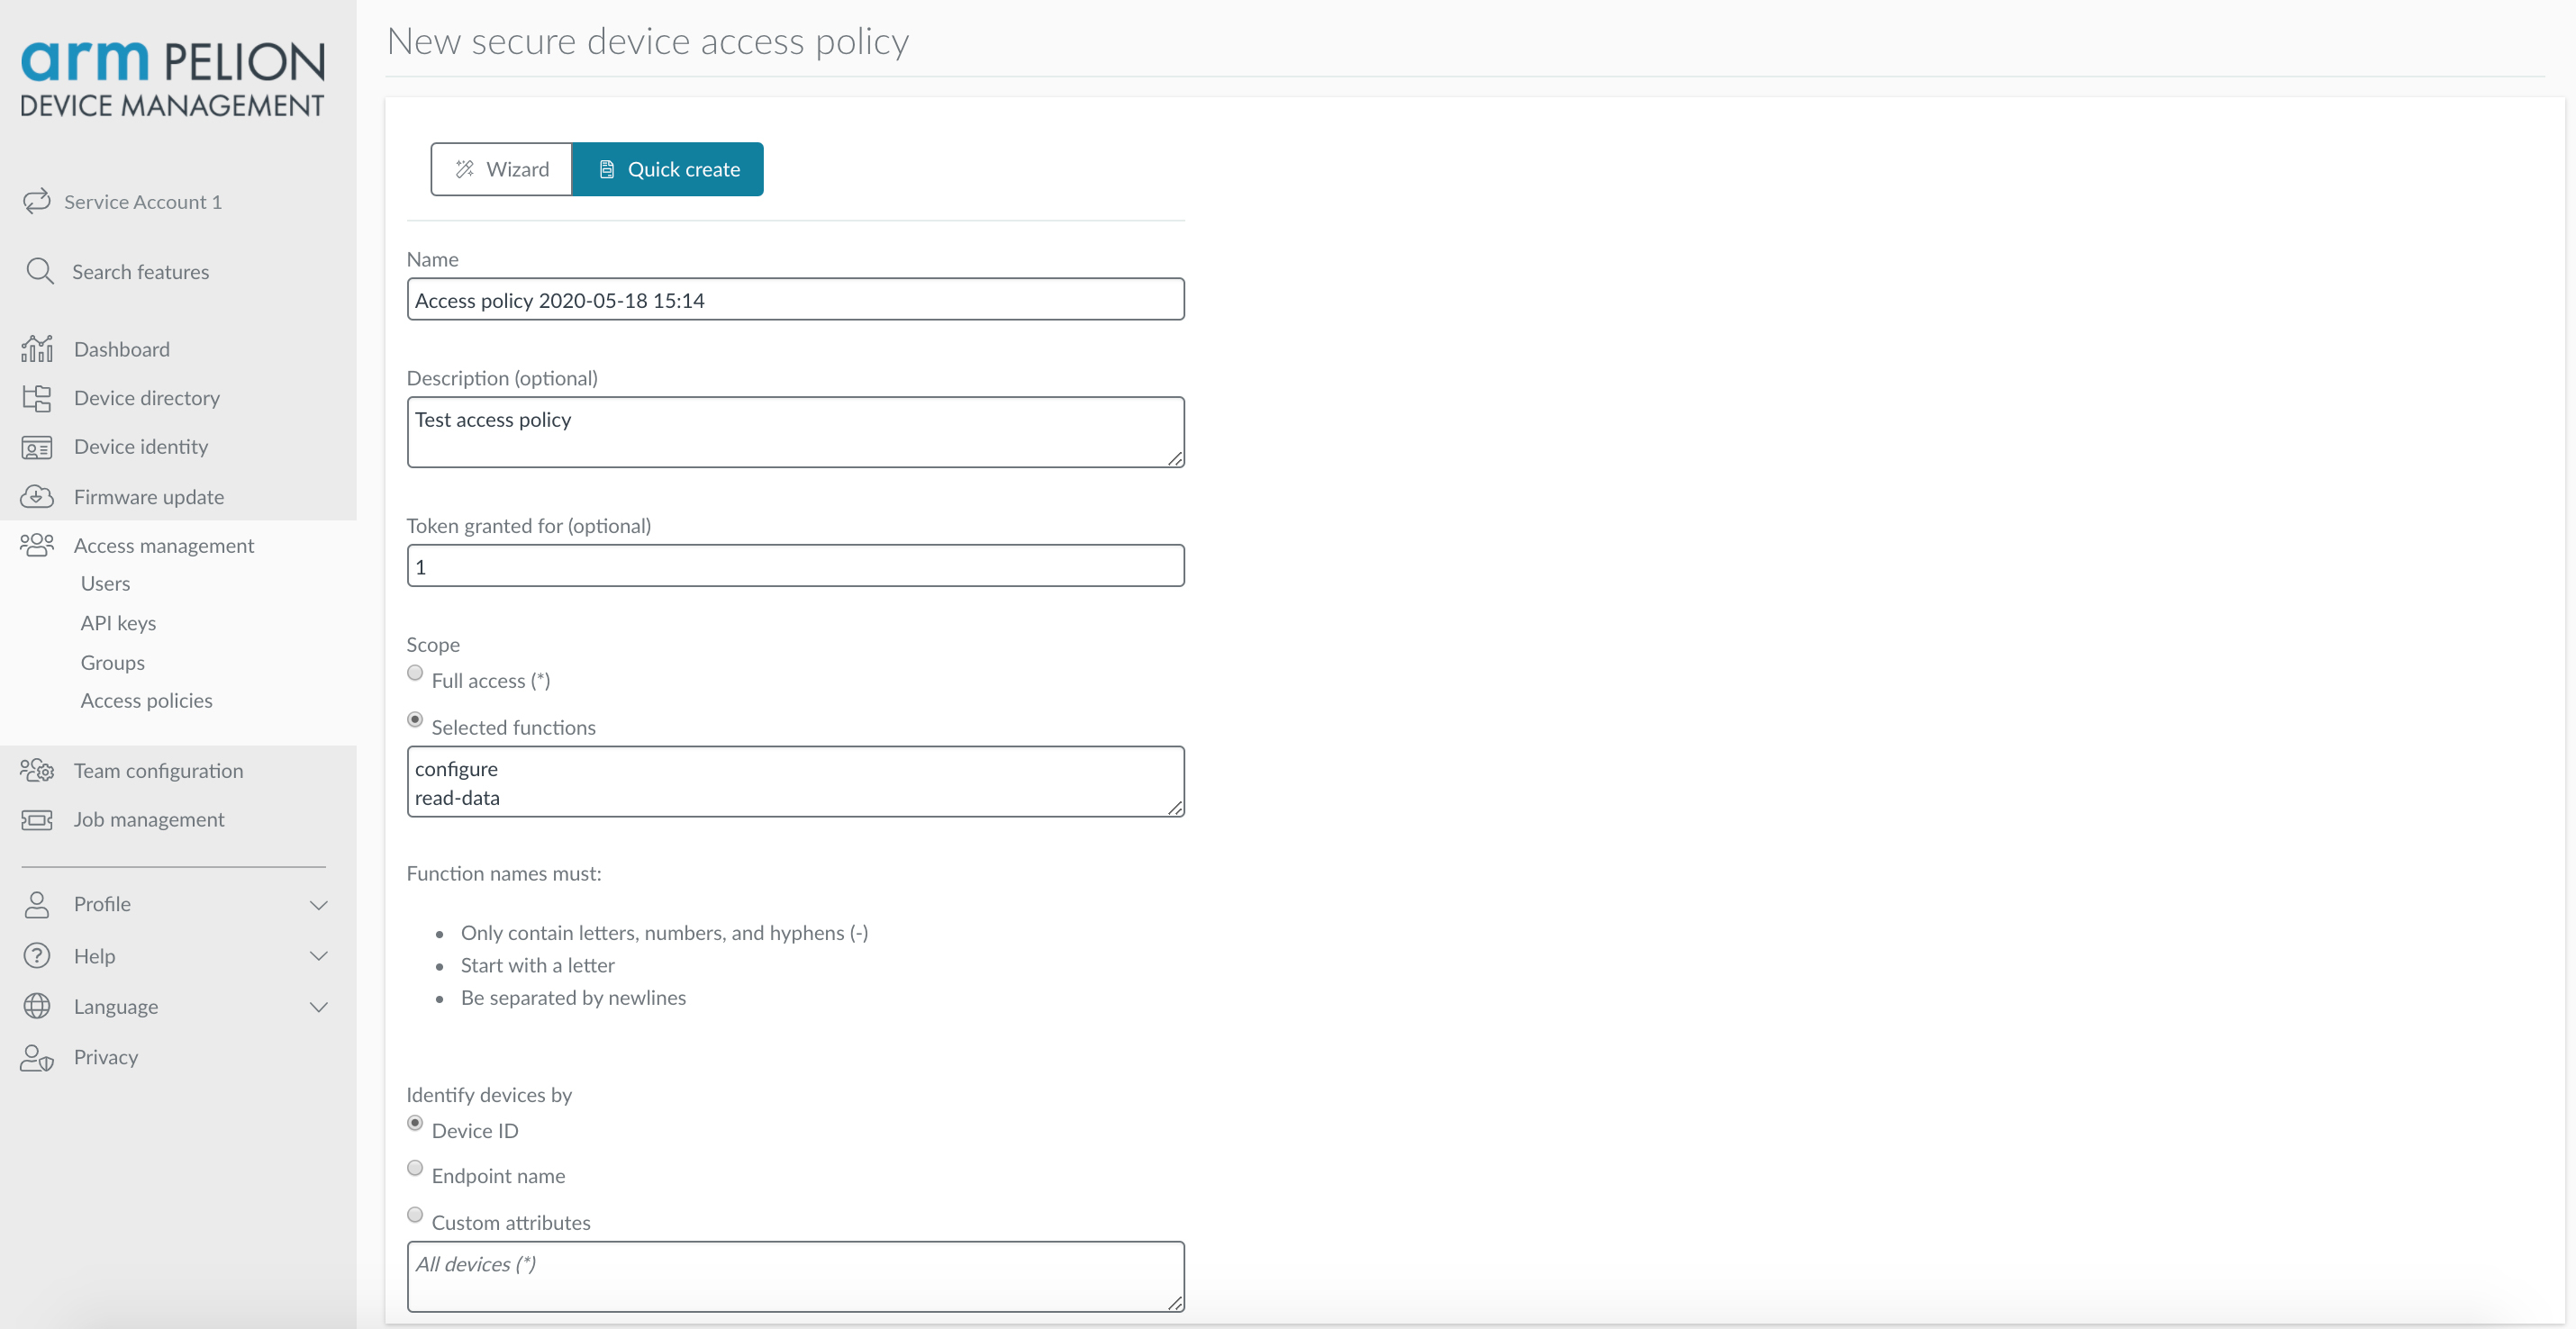 arm PELION
DEVICE MANAGEMENT
Service Account 1
Search features
Dashboard
Device directory
Device identity
Firmware update
Access management
Users
API keys
Groups
Access policies
Team configuration
Job management
Profile
Help
Language
Privacy
New secure device access policy
Wizard
Quick create
Name
Access policy 2020-05-18 15:14
Description (optional)
Test access policy
Token granted for (optional)
1
Scope
Full access (*)
Selected functions
configure
read-data
Function names must:
• Only contain letters, numbers, and hyphens (-)
• Start with a letter
• Be separated by newlines
Identify devices by
Device ID
Endpoint name
Custom attributes
All devices (*)